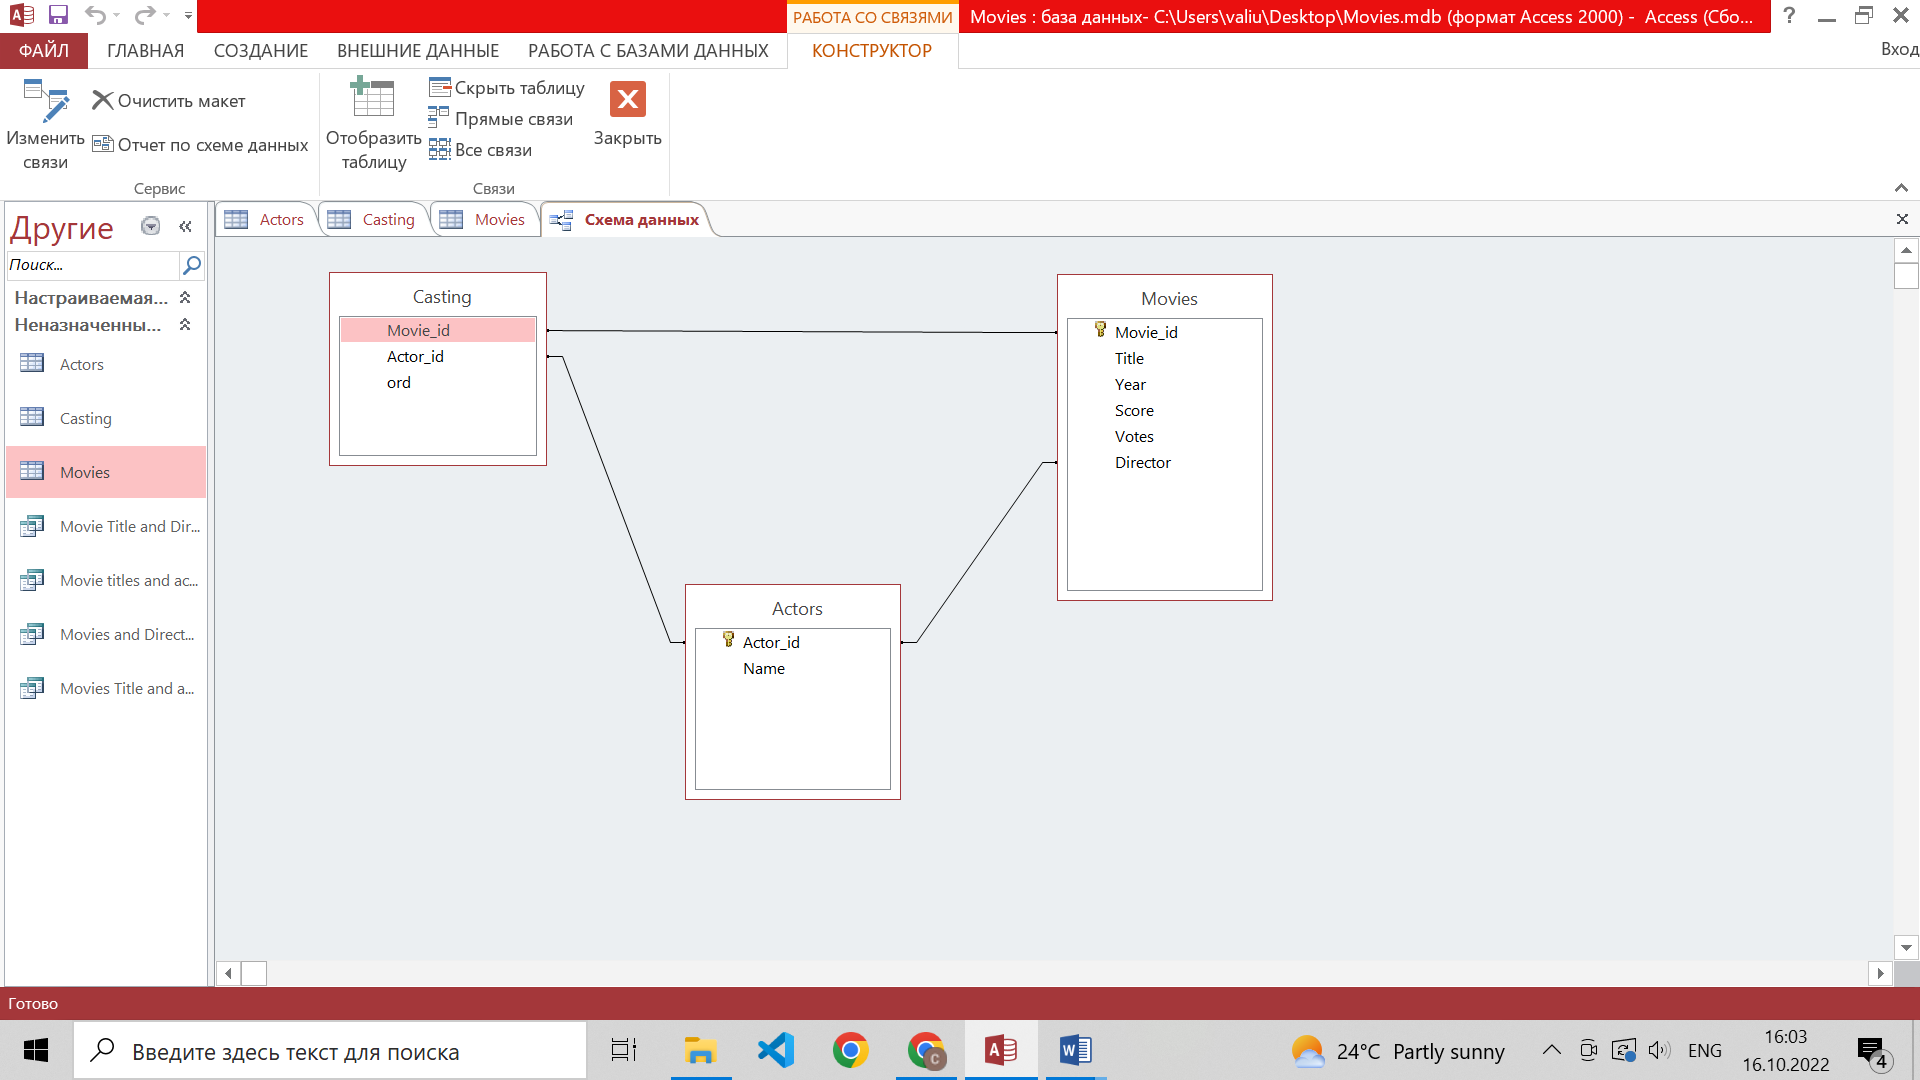 РАБОТА СО СВЯЗЯМИ
Movies : база данных- C:\Users\valiu\Desktop\Movies.mdb (формат Access 2000) - Access (Сбо...
ФАЙЛ ГЛАВНАЯ СОЗДАНИЕ ВНЕШНИЕ ДАННЫЕ РАБОТА С БАЗАМИ ДАННЫХ КОНСТРУКТОР Вход
Изменить связи
Очистить макет
Отчет по схеме данных
Сервис
Отобразить таблицу
Скрыть таблицу
Прямые связи
Все связи
Закрыть
Связи
Другие
Поиск...
Настраиваемая...
Неназначенны...
Actors
Casting
Movies
Movie Title and Dir...
Movie titles and ac...
Movies and Direct...
Movies Title and a...
Actors Casting Movies Схема данных
Casting
Movie_id
Actor_id
ord
Movies
Movie_id
Title
Year
Score
Votes
Director
Actors
Actor_id
Name
Готово
Введите здесь текст для поиска
24°C Partly sunny
ENG
16:03
16.10.2022
4